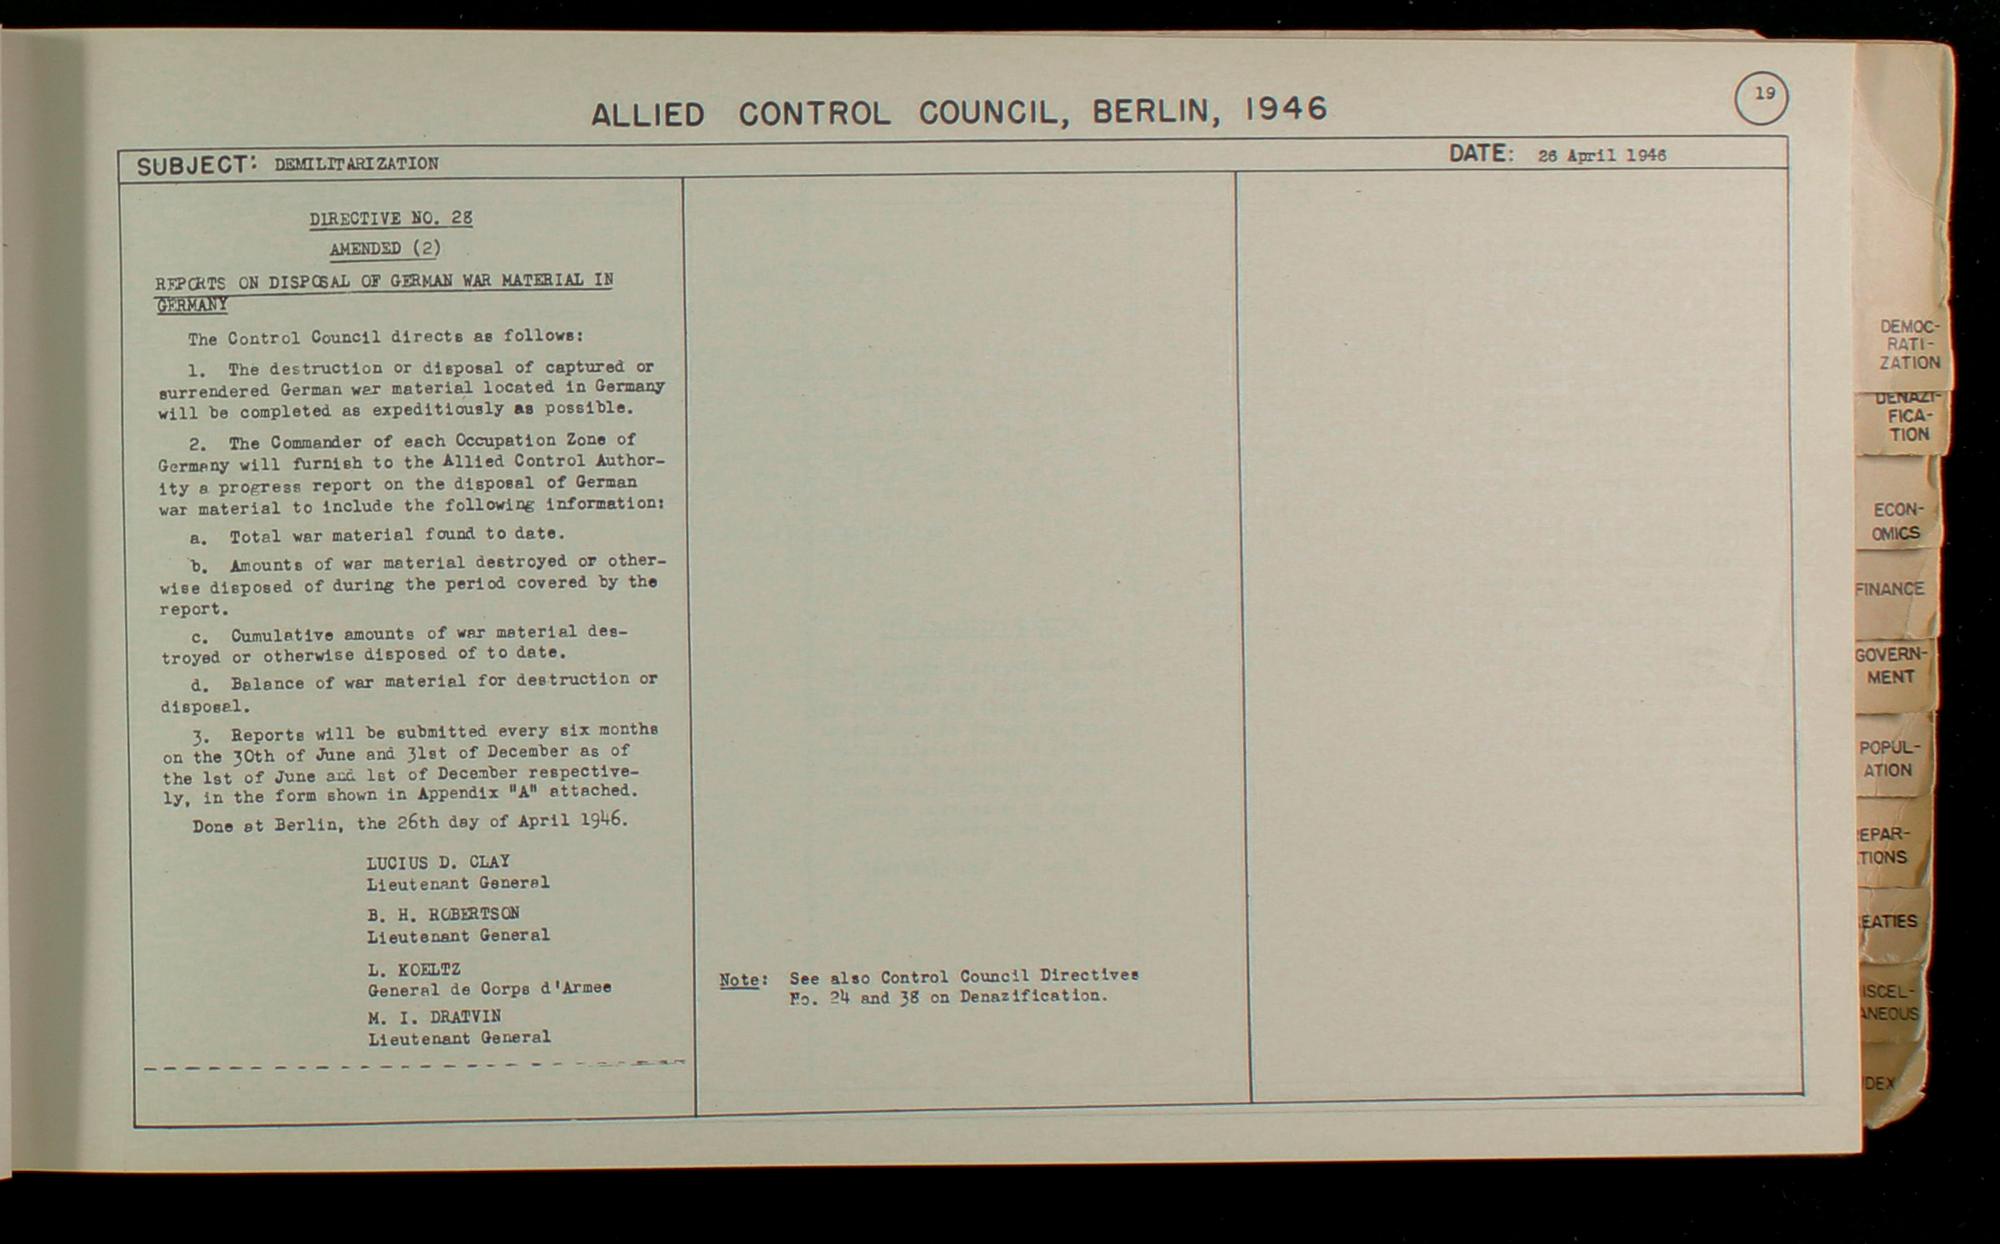 19
ALLIED CONTROL COUNCIL, BERLIN, 1946
SUBJECT: DEMILITARIZATION
DATE: 26 April 1946
DIRECTIVE NO. 28
AMENDED (2)
REPORTS ON DISPOSAL OF GERMAN WAR MATERIAL IN
GERMANY
The Control Council directs as follows:
1. The destruction or disposal of captured or
surrendered German war material located in Germany
will be completed as expeditiously as possible.
2. The Commander of each Occupation Zone of
Germany will furnish to the Allied Control Author-
ity a progress report on the disposal of German
war material to include the following information:
a. Total war material found to date.
b. Amounts of war material destroyed or other-
wise disposed of during the period covered by the
report.
c. Cumulative amounts of war material des-
troyed or otherwise disposed of to date.
d. Balance of war material for destruction or
disposal.
3. Reports will be submitted every six months
on the 30th of June and 31st of December as of
the 1st of June and 1st of December respective-
ly, in the form shown in Appendix "A" attached.
Done at Berlin, the 26th day of April 1946.
LUCIUS D. CLAY
Lieutenant General
B. H. ROBERTSON
Lieutenant General
L. KOELTZ
General de Corps d'Armee
M. I. DRATVIN
Lieutenant General
Note: See also Control Council Directives
No. 24 and 38 on Denazification.
DEMOC-
RATI-
ZATION
DENAZI-
FICA-
TION
ECON-
OMICS
FINANCE
GOVERN-
MENT
POPUL-
ATION
EPAR-
TIONS
EATIES
ISCEL-
ANEOUS
DEX